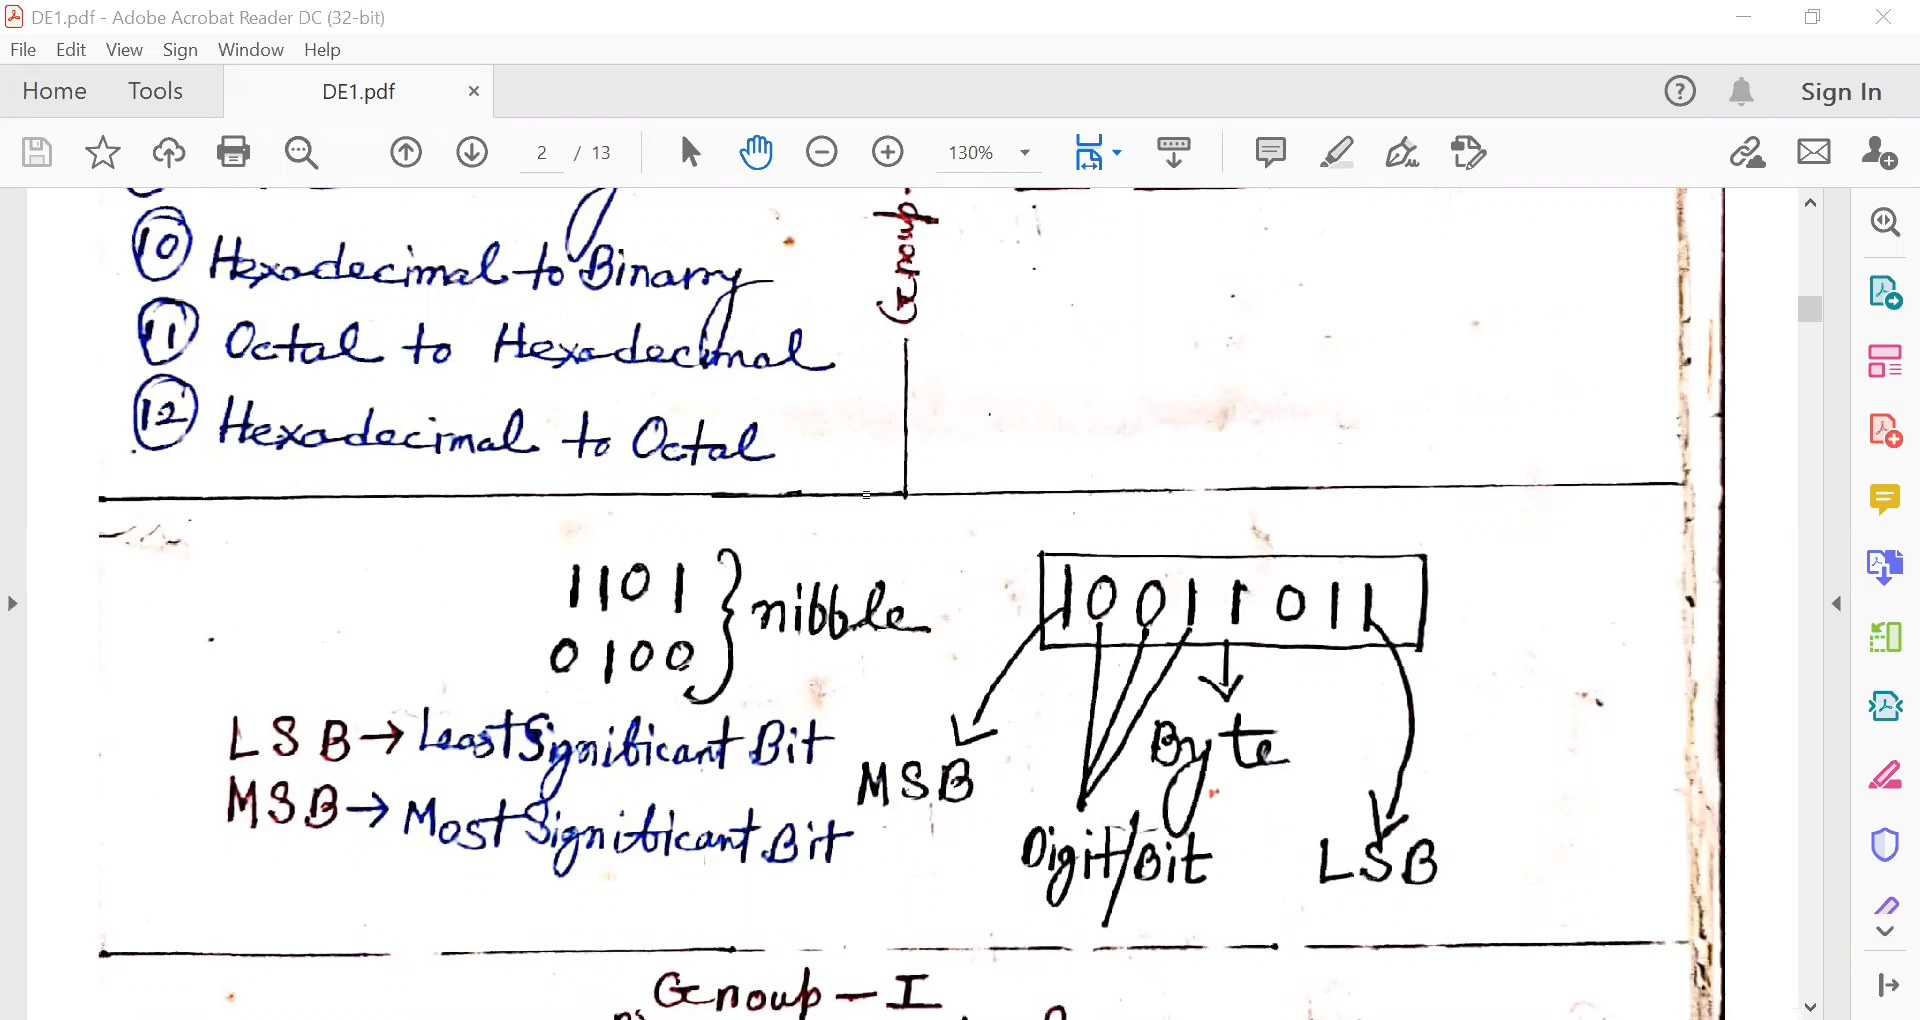 DE1.pdf - Adobe Acrobat Reader DC (32-bit)
File Edit View Sign Window Help
Home Tools DE1.pdf Sign In
2 / 13 130%
10 Hexadecimal to Binarry
11 Octal to Hexadecimal
12 Hexadecimal to Octal
Group-
1101
0100
nibble
10011011
LSB → Least Significant Bit
MSB → Most Significant Bit
MSB
Byte
Digit/Bit
LSB
Group - I